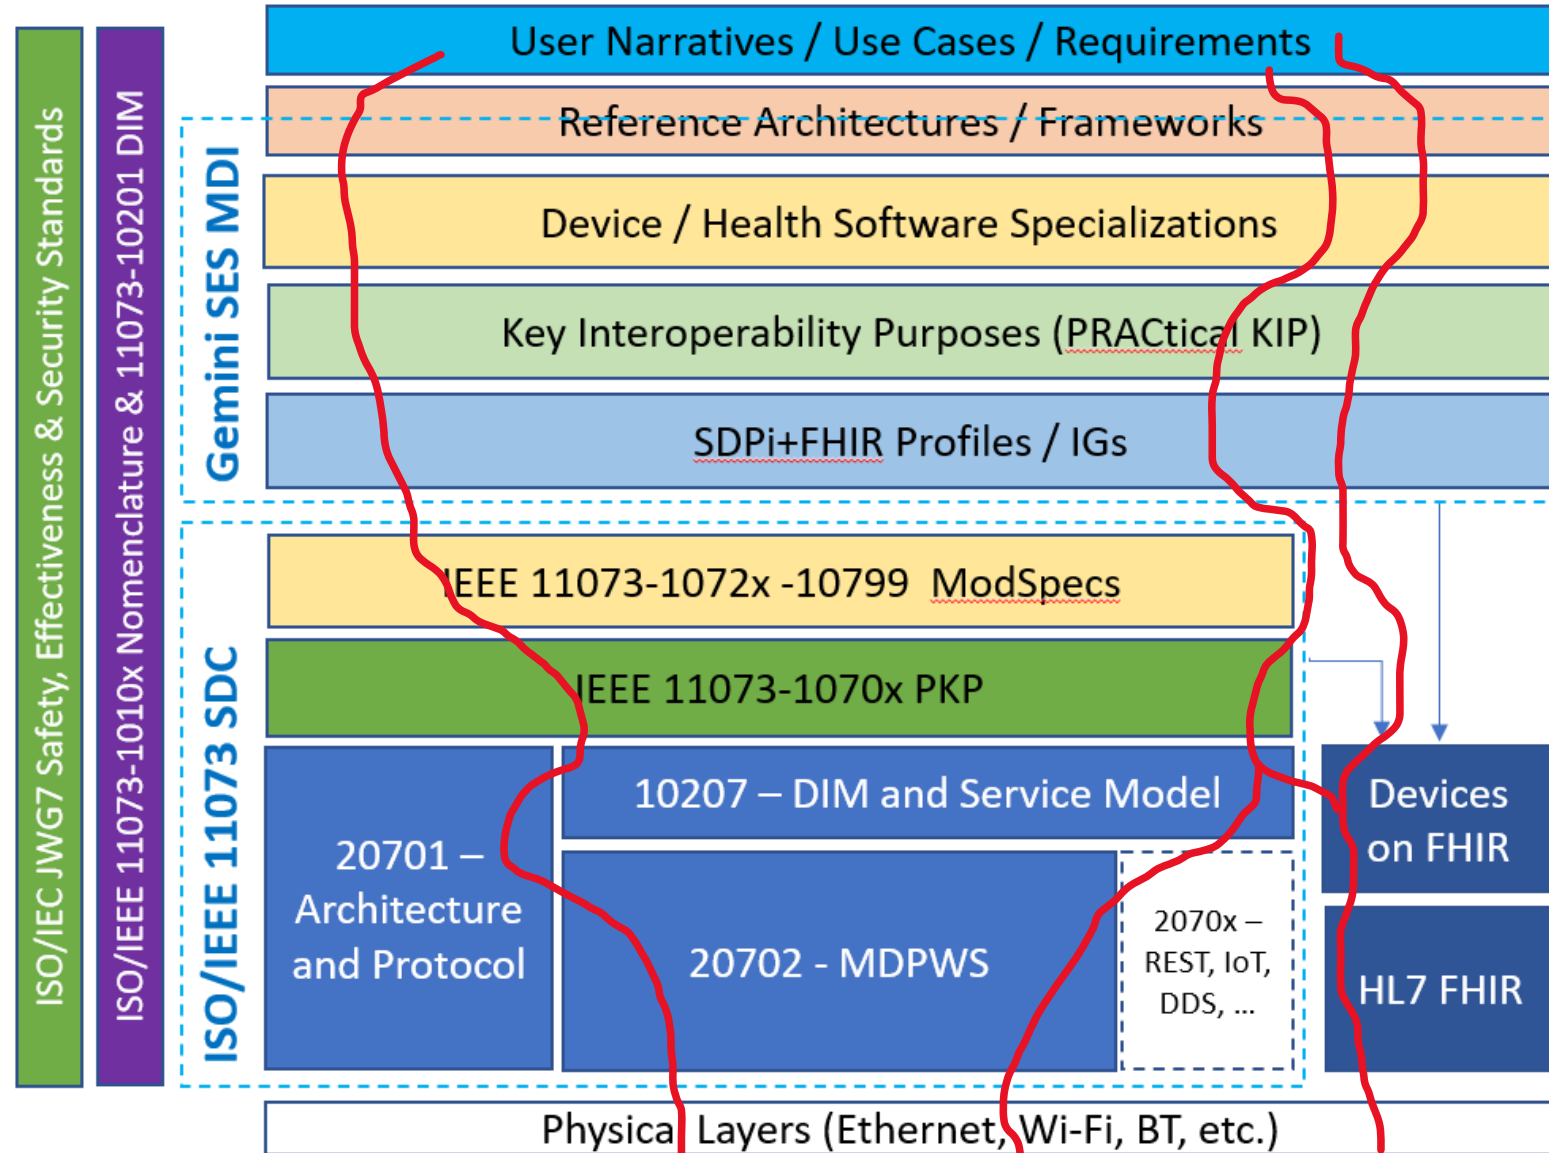 ISO/IEC JWG7 Safety, Effectiveness & Security Standards
ISO/IEEE 11073-1010x Nomenclature & 11073-10201 DIM
User Narratives / Use Cases / Requirements
Gemini SES MDI
Reference Architectures / Frameworks
Device / Health Software Specializations
Key Interoperability Purposes (PRACtical KIP)
SDPi+FHIR Profiles / IGs
ISO/IEEE 11073 SDC
IEEE 11073-1072x -10799 ModSpecs
IEEE 11073-1070x PKP
20701 –
Architecture
and Protocol
10207 – DIM and Service Model
20702 - MDPWS
2070x –
REST, IoT,
DDS, ...
Devices
on FHIR
HL7 FHIR
Physical Layers (Ethernet, Wi-Fi, BT, etc.)